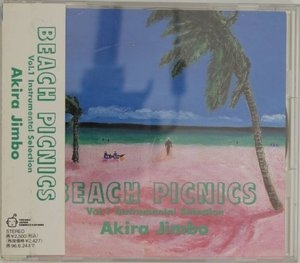 BEACH PICNICS
Vol.1 Instrumental Selection
Akira Jimbo
STEREO
BEACH PICNICS
Vol.1 Instrumental Selection
Akira Jimbo